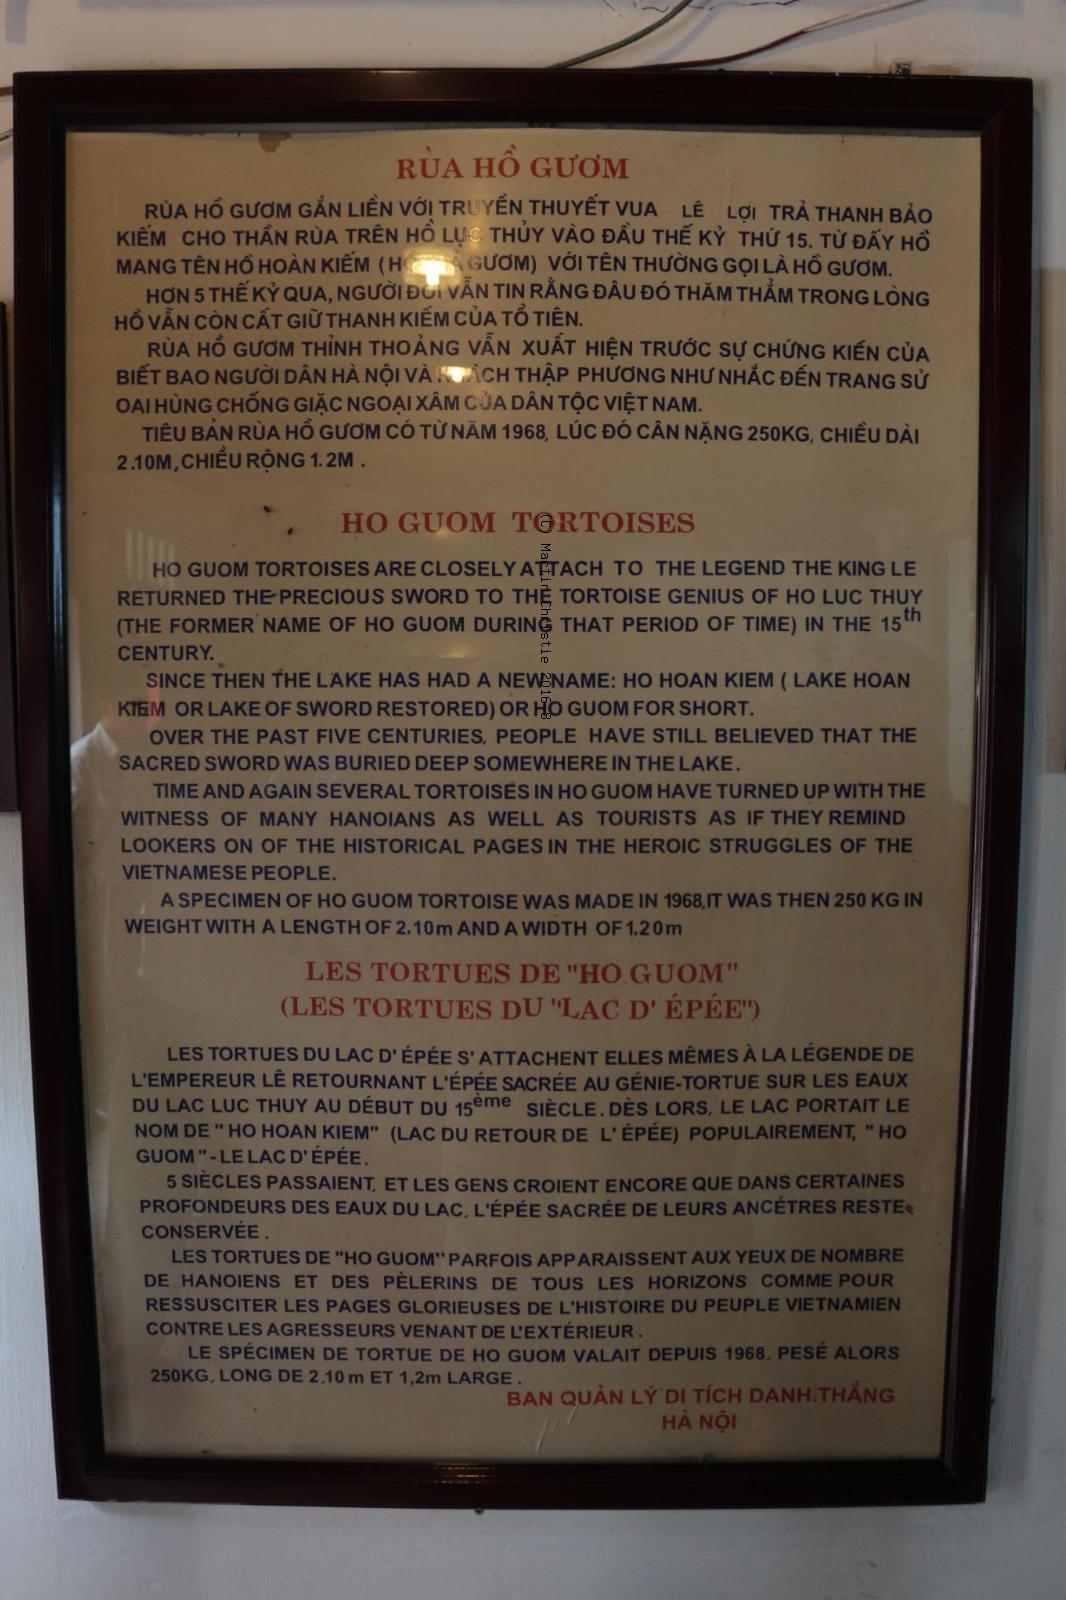 RÙA HỒ GƯƠM
RÙA HỒ GƯƠM GẮN LIỀN VỚI TRUYỀN THUYẾT VUA LÊ LỢI TRẢ THANH BẢO
KIẾM CHO THẦN RÙA TRÊN HỒ LỤC THỦY VÀO ĐẦU THẾ KỶ THỨ 15. TỪ ĐẤY HỒ
MANG TÊN HỒ HOÀN KIẾM ( GƯƠM) VỚI TÊN THƯỜNG GỌI LÀ HỒ GƯƠM.
HƠN 5 THẾ KỶ QUA, NGƯỜI ĐỜI VẪN TIN RẰNG ĐÂU ĐÓ THĂM THẲM TRONG LÒNG
HỒ VẪN CÒN CẤT GIỮ THANH KIẾM CỦA TỔ TIÊN.
RÙA HỒ GƯƠM THỈNH THOẢNG VẪN XUẤT HIỆN TRƯỚC SỰ CHỨNG KIẾN CỦA
BIẾT BAO NGƯỜI DÂN HÀ NỘI VÀ KHÁCH THẬP PHƯƠNG NHƯ NHẮC ĐẾN TRANG SỬ
OAI HÙNG CHỐNG GIẶC NGOẠI XÂM CỦA DÂN TỘC VIỆT NAM.
TIÊU BẢN RÙA HỒ GƯƠM CÓ TỪ NĂM 1968, LÚC ĐÓ CÂN NẶNG 250KG, CHIỀU DÀI
2.10M, CHIỀU RỘNG 1.2M .
HO GUOM TORTOISES
HO GUOM TORTOISES ARE CLOSELY ATTACH TO THE LEGEND THE KING LE
RETURNED THE PRECIOUS SWORD TO THE TORTOISE GENIUS OF HO LUC THUY
(THE FORMER NAME OF HO GUOM DURING THAT PERIOD OF TIME) IN THE 15th
CENTURY.
SINCE THEN THE LAKE HAS HAD A NEW NAME: HO HOAN KIEM ( LAKE HOAN
KIEM OR LAKE OF SWORD RESTORED) OR HO GUOM FOR SHORT.
OVER THE PAST FIVE CENTURIES, PEOPLE HAVE STILL BELIEVED THAT THE
SACRED SWORD WAS BURIED DEEP SOMEWHERE IN THE LAKE.
TIME AND AGAIN SEVERAL TORTOISES IN HO GUOM HAVE TURNED UP WITH THE
WITNESS OF MANY HANOIANS AS WELL AS TOURISTS AS IF THEY REMIND
LOOKERS ON OF THE HISTORICAL PAGES IN THE HEROIC STRUGGLES OF THE
VIETNAMESE PEOPLE.
A SPECIMEN OF HO GUOM TORTOISE WAS MADE IN 1968, IT WAS THEN 250 KG IN
WEIGHT WITH A LENGTH OF 2.10m AND A WIDTH OF 1,20m
LES TORTUES DE "HO GUOM"
(LES TORTUES DU "LAC D' ÉPÉE")
LES TORTUES DU LAC D' ÉPÉE S' ATTACHENT ELLES MÊMES À LA LÉGENDE DE
L'EMPEREUR LÊ RETOURNANT L'ÉPÉE SACRÉE AU GÉNIE-TORTUE SUR LES EAUX
DU LAC LUC THUY AU DÉBUT DU 15ème SIÈCLE. DÈS LORS, LE LAC PORTAIT LE
NOM DE " HO HOAN KIEM" (LAC DU RETOUR DE L' ÉPÉE) POPULAIREMENT, " HO
GUOM " - LE LAC D' ÉPÉE.
5 SIÈCLES PASSAIENT, ET LES GENS CROIENT ENCORE QUE DANS CERTAINES
PROFONDEURS DES EAUX DU LAC, L'ÉPÉE SACRÉE DE LEURS ANCÉTRES RESTE
CONSERVÉE .
LES TORTUES DE "HO GUOM" PARFOIS APPARAISSENT AUX YEUX DE NOMBRE
DE HANOIENS ET DES PÈLERINS DE TOUS LES HORIZONS COMME POUR
RESSUSCITER LES PAGES GLORIEUSES DE L'HISTOIRE DU PEUPLE VIETNAMIEN
CONTRE LES AGRESSEURS VENANT DE L'EXTÉRIEUR .
LE SPÉCIMEN DE TORTUE DE HO GUOM VALAIT DEPUIS 1968. PESÉ ALORS
250KG, LONG DE 2,10 m ET 1,2m LARGE .
BAN QUẢN LÝ DI TÍCH DANH THẮNG
HÀ NỘI
(C) Martin Christie 2016-8